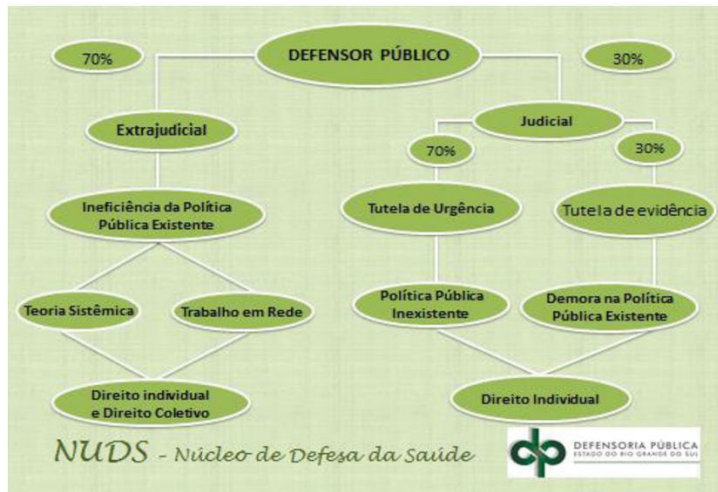 70%
DEFENSOR PÚBLICO
30%
Extrajudicial
Judicial
70%
30%
Ineficiência da Política
Pública Existente
Tutela de Urgência
Tutela de evidência
Teoria Sistêmica
Trabalho em Rede
Política Pública
Inexistente
Demora na Política
Pública Existente
Direito individual
e Direito Coletivo
Direito Individual
NUDS - Núcleo de Defesa da Saúde
dp
DEFENSORIA PÚBLICA
ESTADO DO RIO GRANDE DO SUL